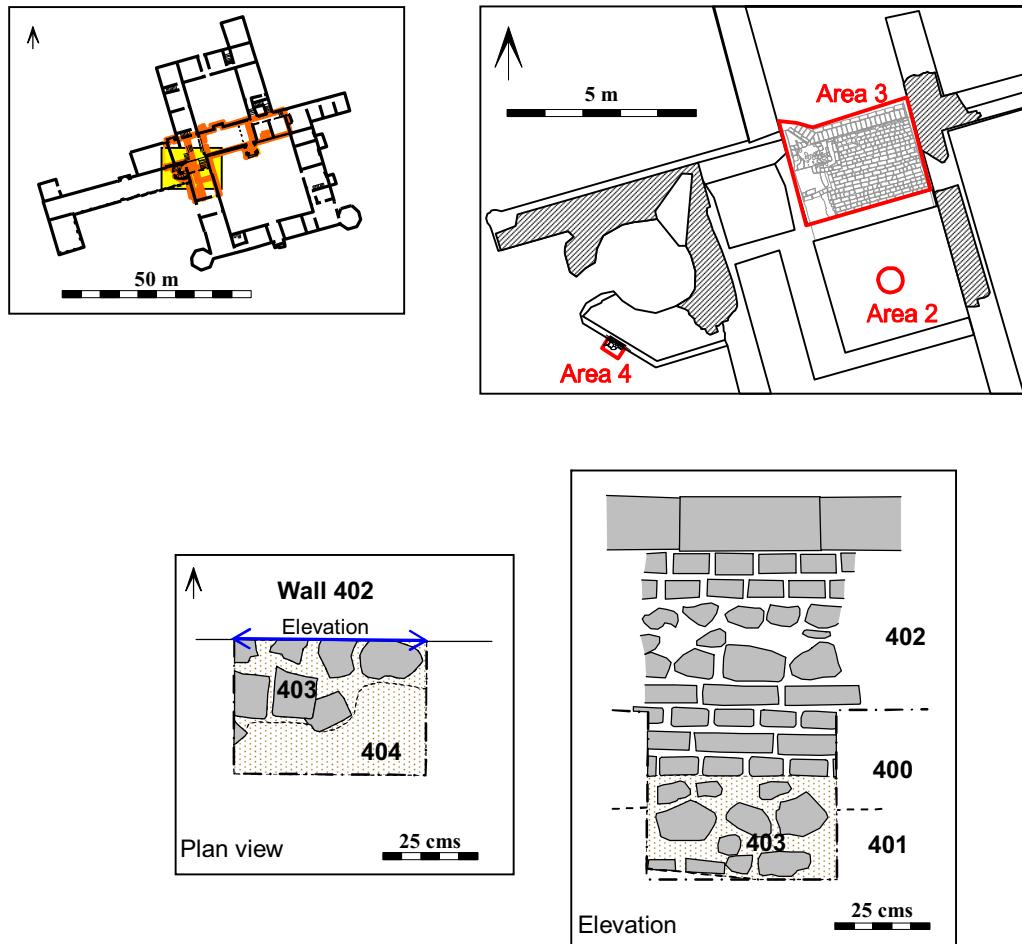 50 m
5 m
Area 3
Area 2
Area 4
Wall 402
Elevation
403
404
Plan view
25 cms
402
400
403
401
Elevation
25 cms